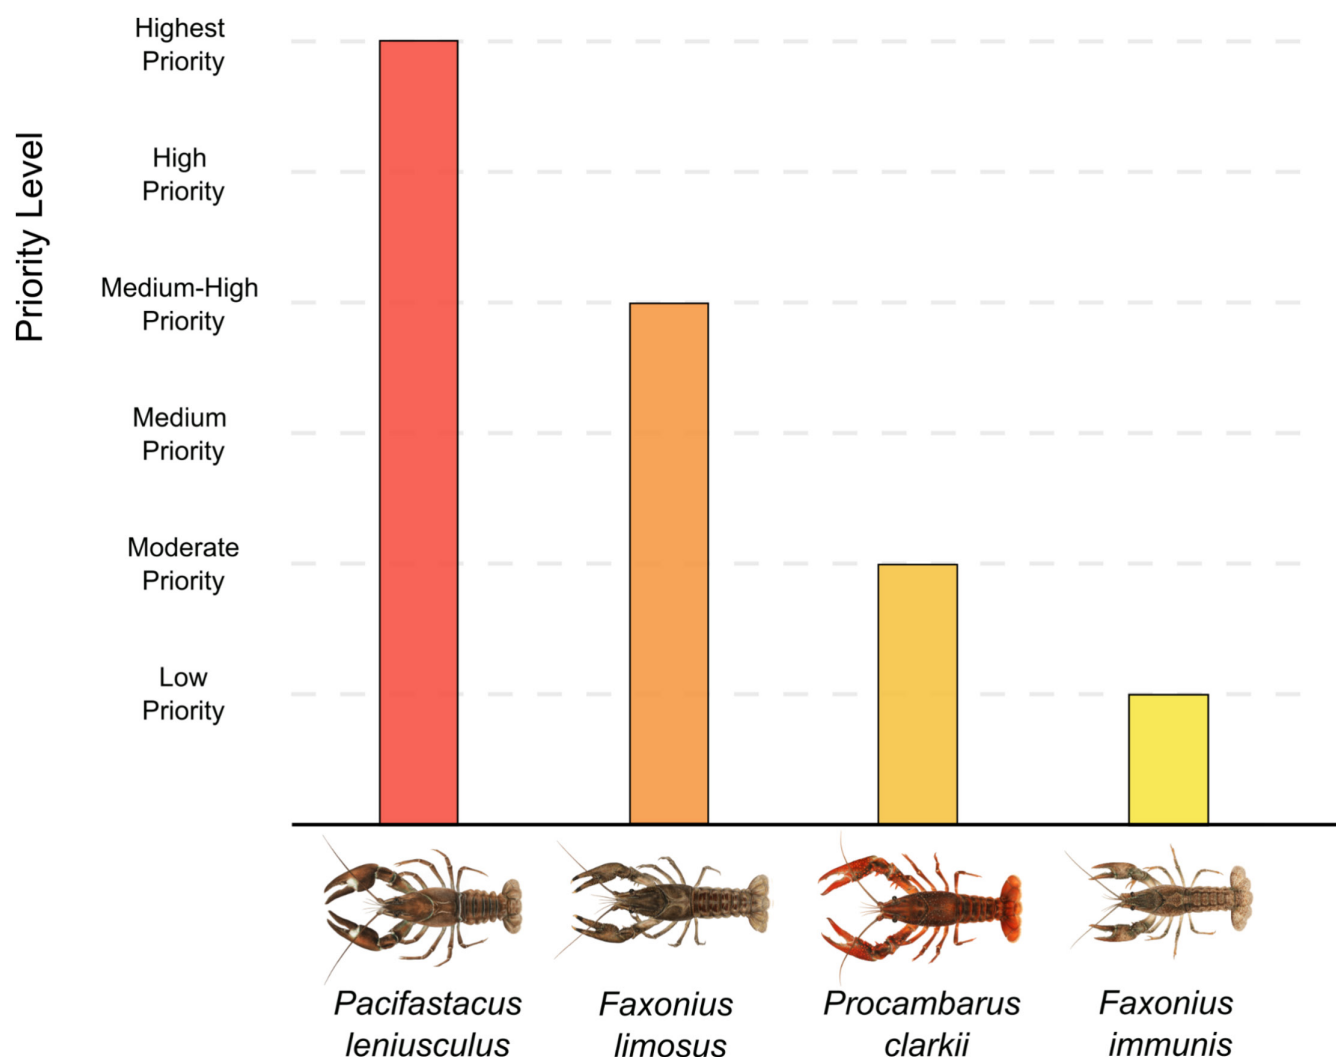 Priority Level
Highest
Priority
High
Priority
Medium-High
Priority
Medium
Priority
Moderate
Priority
Low
Priority
Pacifastacus
leniusculus
Faxonius
limosus
Procambarus
clarkii
Faxonius
immunis